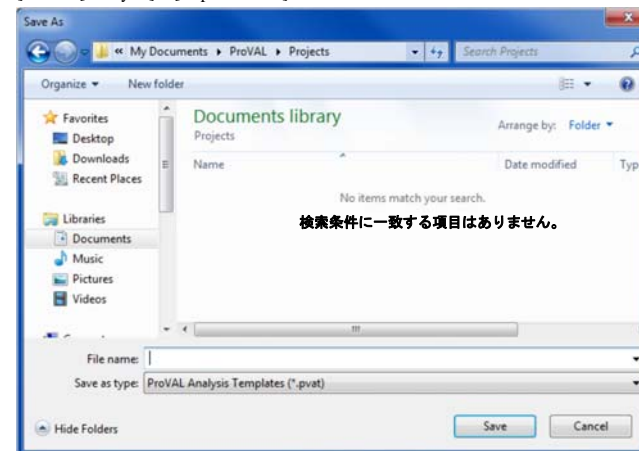 Save As
« My Documents ▸ ProVAL ▸ Projects
Search Projects
Organize
New folder
Favorites
Desktop
Downloads
Recent Places
Libraries
Documents
Music
Pictures
Videos
Documents library
Projects
Arrange by: Folder
Name
Date modified
Typ
No items match your search.
検索条件に一致する項目はありません。
File name:
Save as type: ProVAL Analysis Templates (*.pvat)
Hide Folders
Save
Cancel